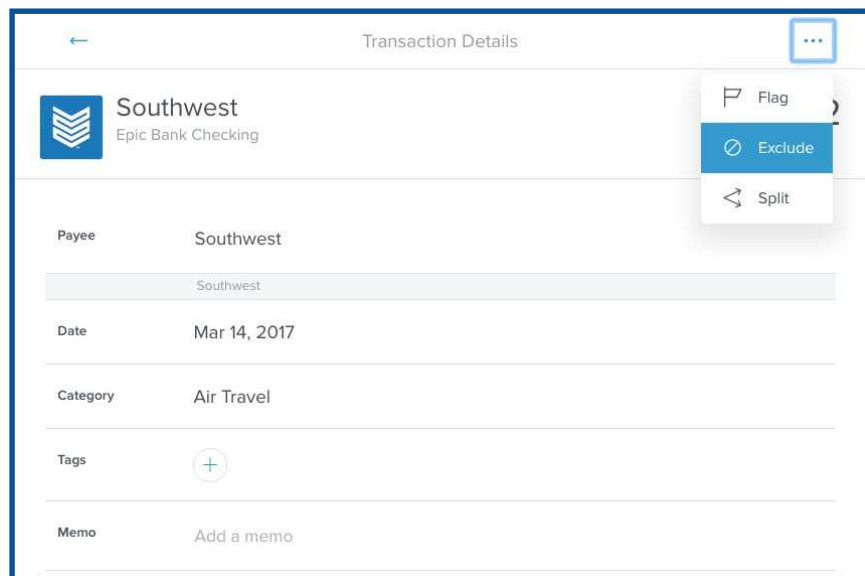 Transaction Details
Southwest
Epic Bank Checking
Flag
Exclude
Split
Payee
Southwest
Southwest
Date
Mar 14, 2017
Category
Air Travel
Tags
Memo
Add a memo